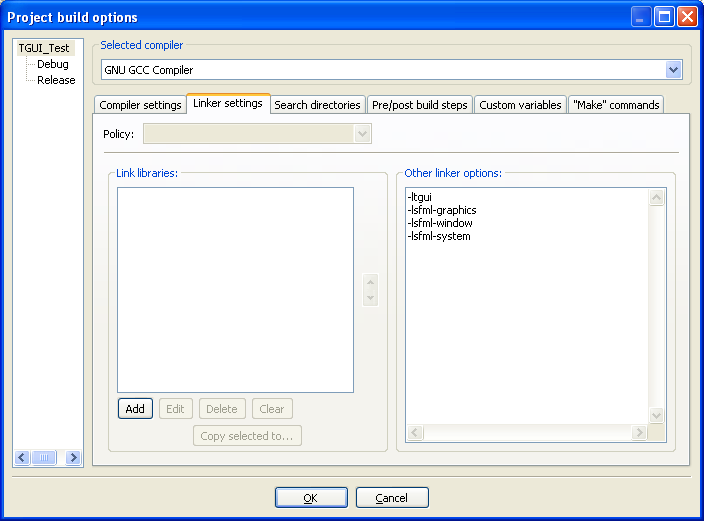 Project build options
TGUI_Test
Debug
Release
Selected compiler
GNU GCC Compiler
Compiler settings
Linker settings
Search directories
Pre/post build steps
Custom variables
"Make" commands
Policy:
Link libraries:
Add
Edit
Delete
Clear
Copy selected to...
Other linker options:
-ltgui
-lsfml-graphics
-lsfml-window
-lsfml-system
OK
Cancel